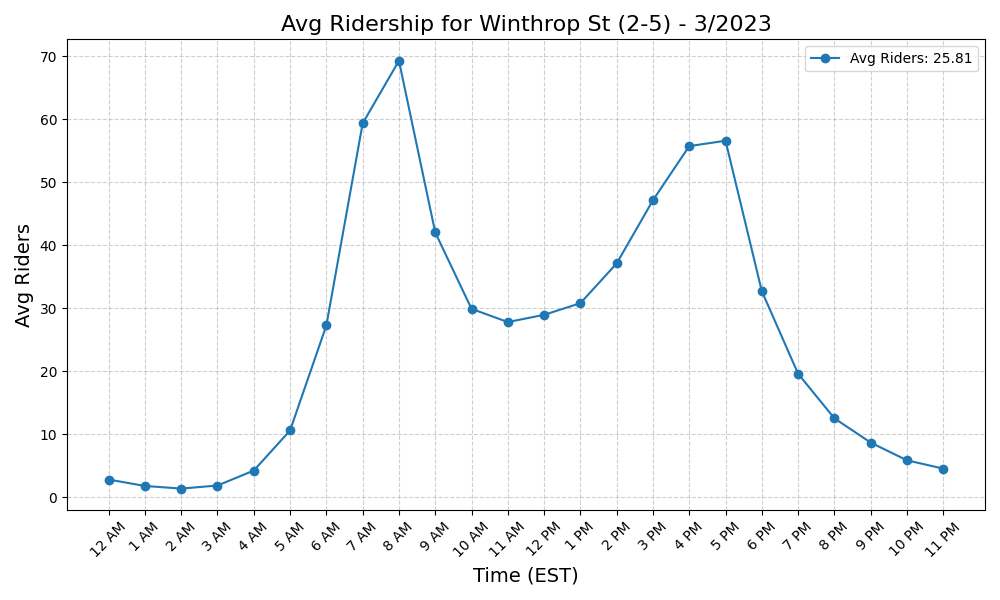 Avg Ridership for Winthrop St (2-5) - 3/2023
Avg Riders: 25.81
Avg Riders
70
60
50
40
30
20
10
0
12 AM
1 AM
2 AM
3 AM
4 AM
5 AM
6 AM
7 AM
8 AM
9 AM
10 AM
11 AM
12 PM
1 PM
2 PM
3 PM
4 PM
5 PM
6 PM
7 PM
8 PM
9 PM
10 PM
11 PM
Time (EST)